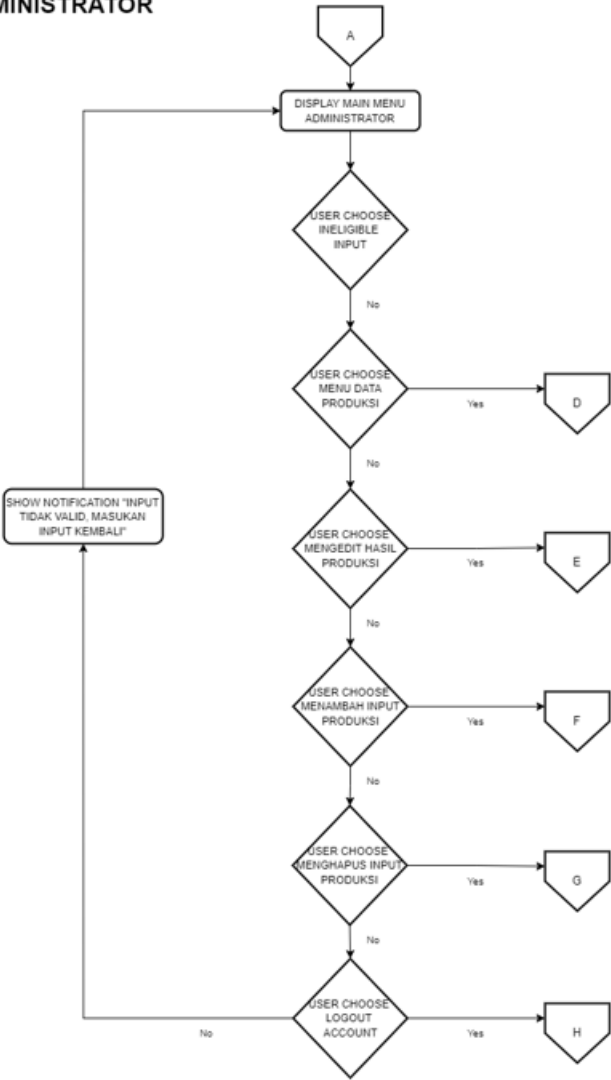 MINISTRATOR
A
DISPLAY MAIN MENU
ADMINISTRATOR
USER CHOOSE
INELIGIBLE
INPUT
No
USER CHOOSE
MENU DATA
PRODUKSI
Yes
D
No
SHOW NOTIFICATION "INPUT
TIDAK VALID, MASUKAN
INPUT KEMBALI"
USER CHOOSE
MENGEDIT HASIL
PRODUKSI
Yes
E
No
USER CHOOSE
MENAMBAH INPUT
PRODUKSI
Yes
F
No
USER CHOOSE
MENGHAPUS INPUT
PRODUKSI
Yes
G
No
USER CHOOSE
LOGOUT
ACCOUNT
No
Yes
H